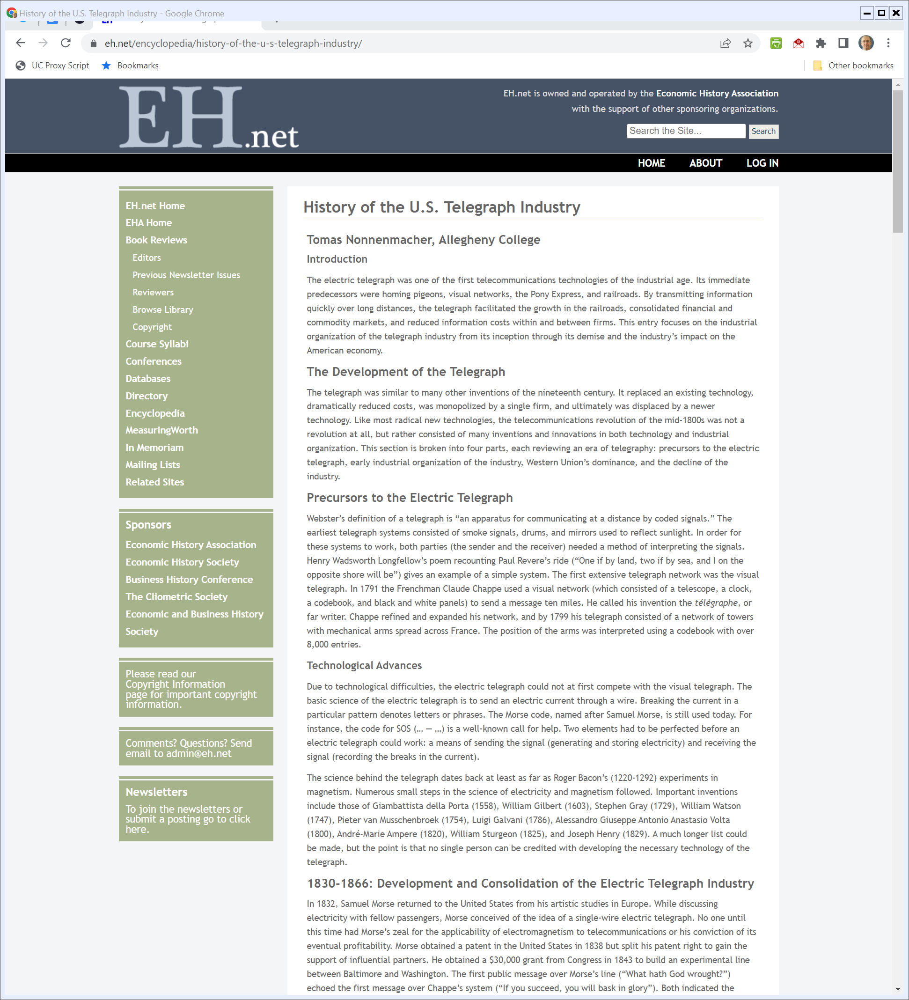 History of the U.S. Telegraph Industry - Google Chrome
eh.net/encyclopedia/history-of-the-u-s-telegraph-industry/
UC Proxy Script
Bookmarks
Other bookmarks
EH.net
EH.net is owned and operated by the Economic History Association
with the support of other sponsoring organizations.
Search the Site...
Search
HOME
ABOUT
LOG IN
EH.net Home
EHA Home
Book Reviews
Editors
Previous Newsletter Issues
Reviewers
Browse Library
Copyright
Course Syllabi
Conferences
Databases
Directory
Encyclopedia
MeasuringWorth
In Memoriam
Mailing Lists
Related Sites
Sponsors
Economic History Association
Economic History Society
Business History Conference
The Cliometric Society
Economic and Business History
Society
Please read our
Copyright Information
page for important copyright
information.
Comments? Questions? Send
email to admin@eh.net
Newsletters
To join the newsletters or
submit a posting go to click
here.
History of the U.S. Telegraph Industry
Tomas Nonnenmacher, Allegheny College
Introduction
The electric telegraph was one of the first telecommunications technologies of the industrial age. Its immediate
predecessors were homing pigeons, visual networks, the Pony Express, and railroads. By transmitting information
quickly over long distances, the telegraph facilitated the growth in the railroads, consolidated financial and
commodity markets, and reduced information costs within and between firms. This entry focuses on the industrial
organization of the telegraph industry from its inception through its demise and the industry’s impact on the
American economy.
The Development of the Telegraph
The telegraph was similar to many other inventions of the nineteenth century. It replaced an existing technology,
dramatically reduced costs, was monopolized by a single firm, and ultimately was displaced by a newer
technology. Like most radical new technologies, the telecommunications revolution of the mid-1800s was not a
revolution at all, but rather consisted of many inventions and innovations in both technology and industrial
organization. This section is broken into four parts, each reviewing an era of telegraphy: precursors to the electric
telegraph, early industrial organization of the industry, Western Union’s dominance, and the decline of the
industry.
Precursors to the Electric Telegraph
Webster’s definition of a telegraph is “an apparatus for communicating at a distance by coded signals.” The
earliest telegraph systems consisted of smoke signals, drums, and mirrors used to reflect sunlight. In order for
these systems to work, both parties (the sender and the receiver) needed a method of interpreting the signals.
Henry Wadsworth Longfellow’s poem recounting Paul Revere’s ride (“One if by land, two if by sea, and I on the
opposite shore will be”) gives an example of a simple system. The first extensive telegraph network was the visual
telegraph. In 1791 the Frenchman Claude Chappe used a visual network (which consisted of a telescope, a clock,
a codebook, and black and white panels) to send a message ten miles. He called his invention the télégraphe, or
far writer. Chappe refined and expanded his network, and by 1799 his telegraph consisted of a network of towers
with mechanical arms spread across France. The position of the arms was interpreted using a codebook with over
8,000 entries.
Technological Advances
Due to technological difficulties, the electric telegraph could not at first compete with the visual telegraph. The
basic science of the electric telegraph is to send an electric current through a wire. Breaking the current in a
particular pattern denotes letters or phrases. The Morse code, named after Samuel Morse, is still used today. For
instance, the code for SOS (… — …) is a well-known call for help. Two elements had to be perfected before an
electric telegraph could work: a means of sending the signal (generating and storing electricity) and receiving the
signal (recording the breaks in the current).
The science behind the telegraph dates back at least as far as Roger Bacon’s (1220-1292) experiments in
magnetism. Numerous small steps in the science of electricity and magnetism followed. Important inventions
include those of Giambattista della Porta (1558), William Gilbert (1603), Stephen Gray (1729), William Watson
(1747), Pieter van Musschenbroek (1754), Luigi Galvani (1786), Alessandro Giuseppe Antonio Anastasio Volta
(1800), André-Marie Ampere (1820), William Sturgeon (1825), and Joseph Henry (1829). A much longer list could
be made, but the point is that no single person can be credited with developing the necessary technology of the
telegraph.
1830-1866: Development and Consolidation of the Electric Telegraph Industry
In 1832, Samuel Morse returned to the United States from his artistic studies in Europe. While discussing
electricity with fellow passengers, Morse conceived of the idea of a single-wire electric telegraph. No one until
this time had Morse’s zeal for the applicability of electromagnetism to telecommunications or his conviction of its
eventual profitability. Morse obtained a patent in the United States in 1838 but split his patent right to gain the
support of influential partners. He obtained a $30,000 grant from Congress in 1843 to build an experimental line
between Baltimore and Washington. The first public message over Morse’s line (“What hath God wrought?”)
echoed the first message over Chappe’s system (“If you succeed, you will bask in glory”). Both indicated the